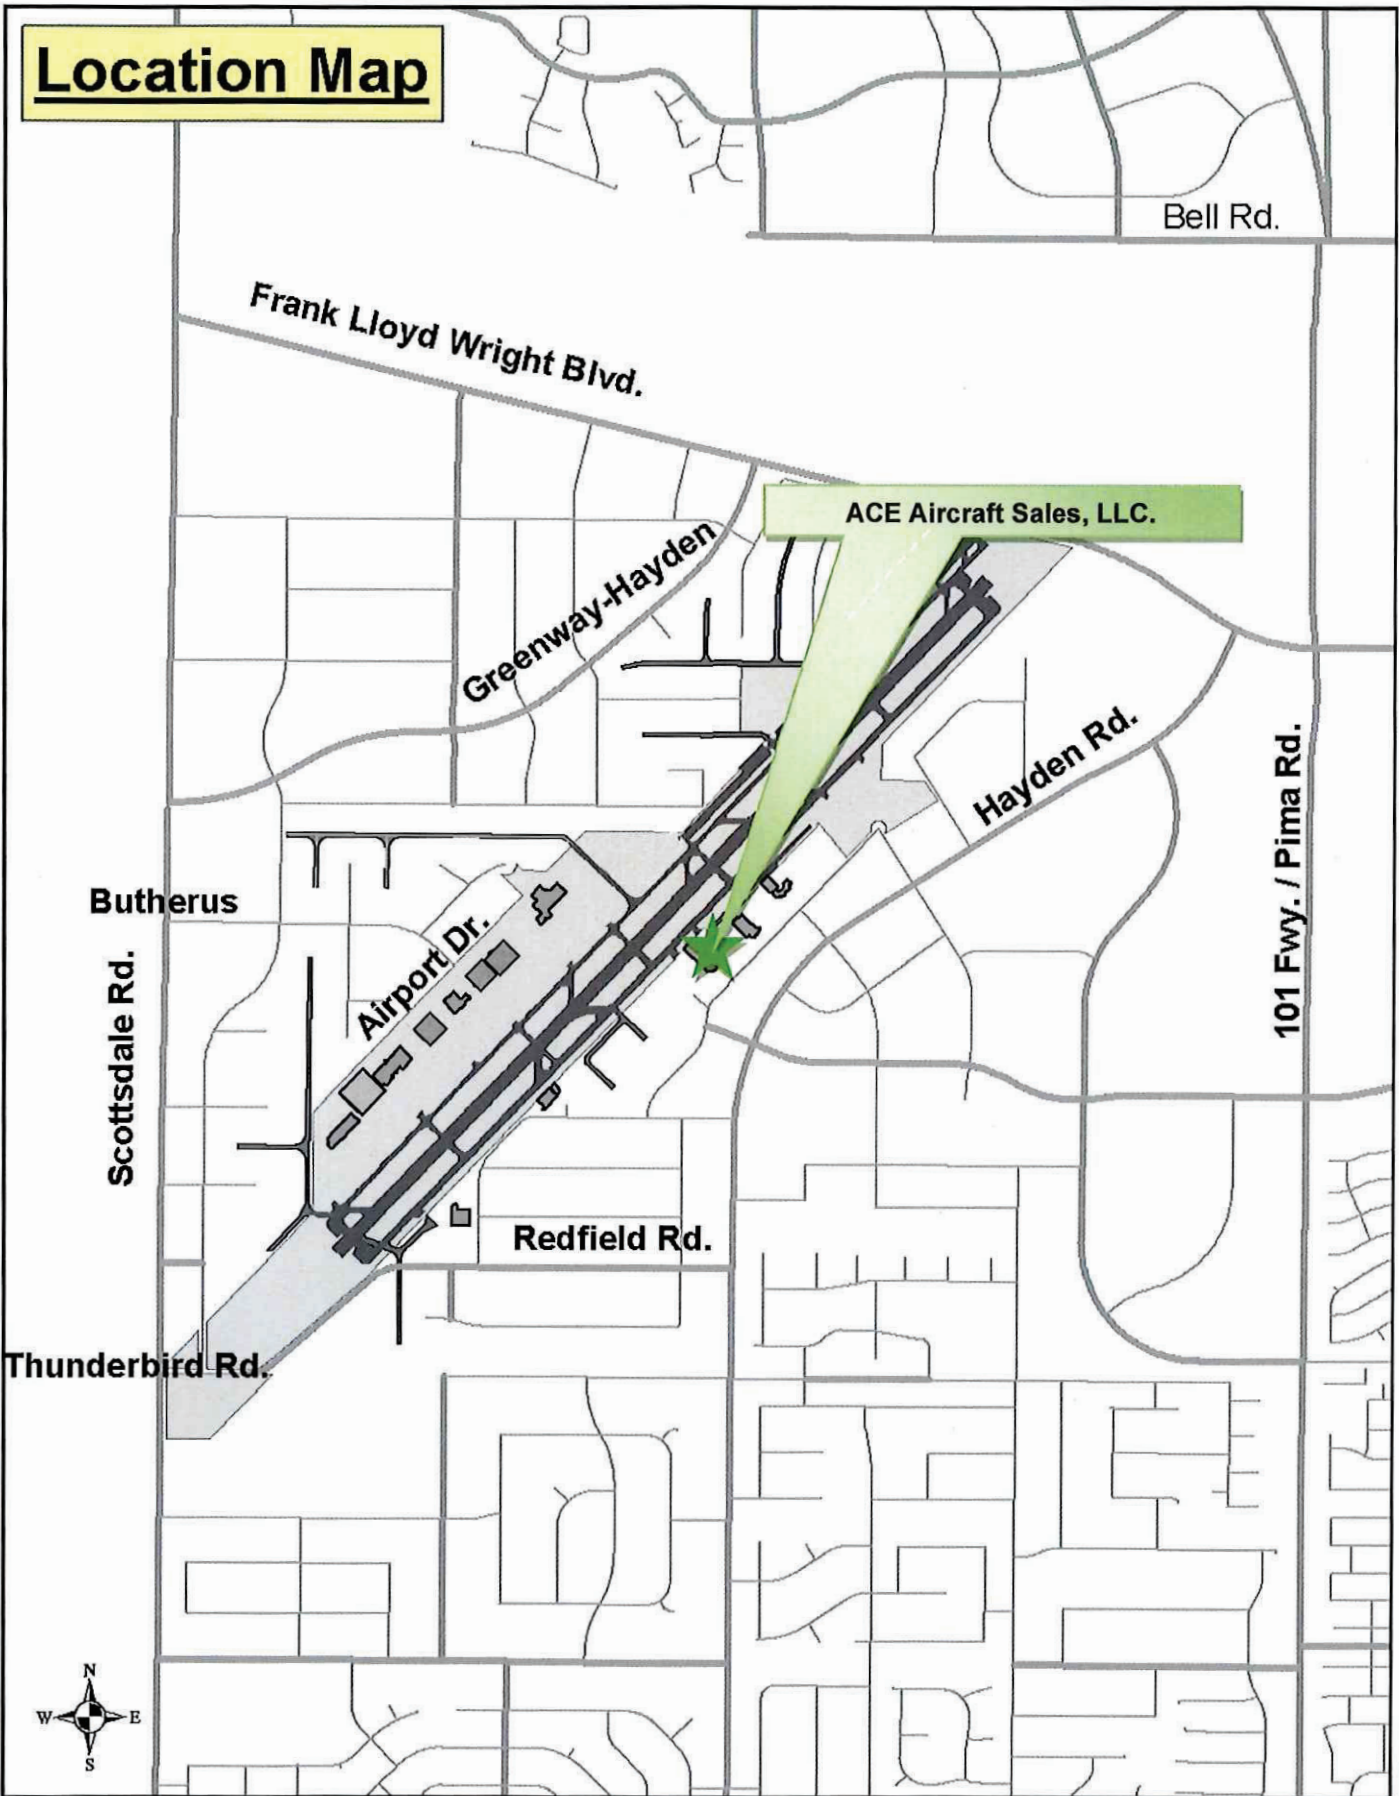 Location Map
Bell Rd.
Frank Lloyd Wright Blvd.
ACE Aircraft Sales, LLC.
Greenway-Hayden
Hayden Rd.
101 Fwy. / Pima Rd.
Butherus
Airport Dr.
Scottsdale Rd.
Redfield Rd.
Thunderbird Rd.
N
W
E
S